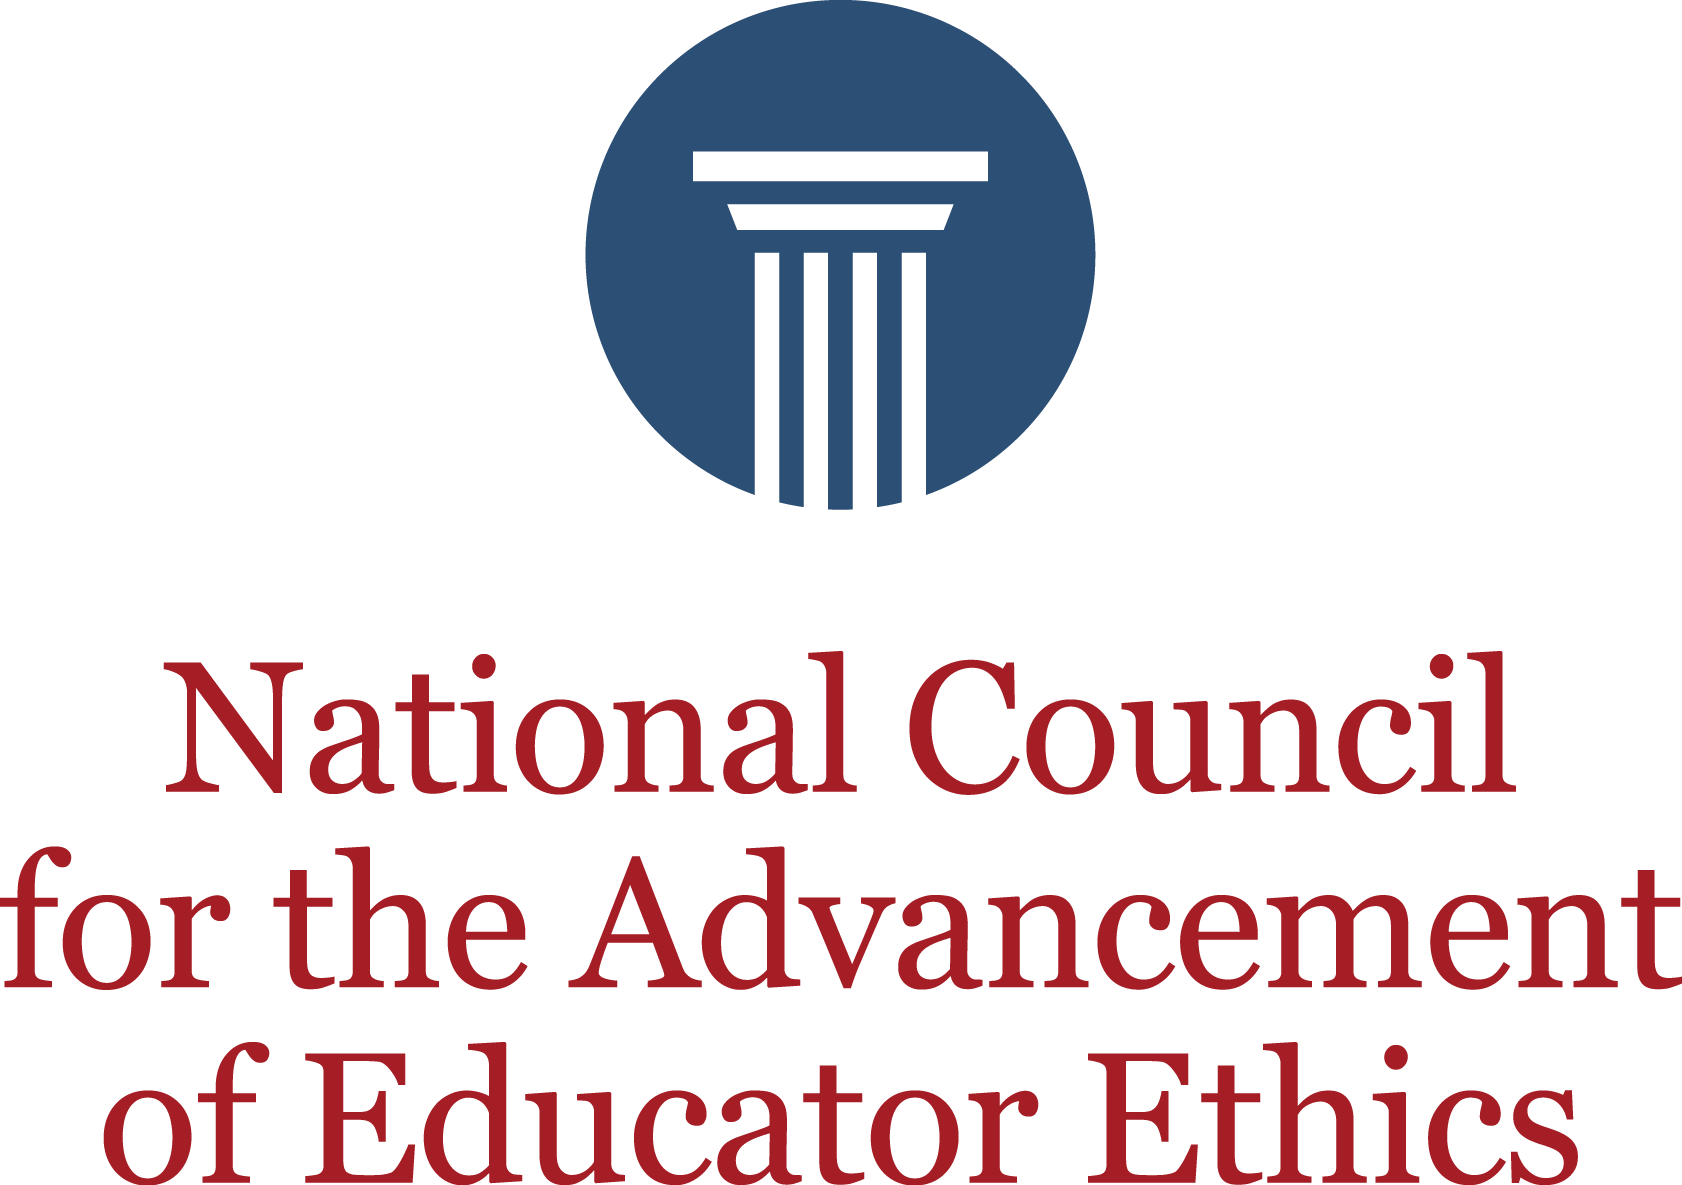 National Council
for the Advancement
of Educator Ethics